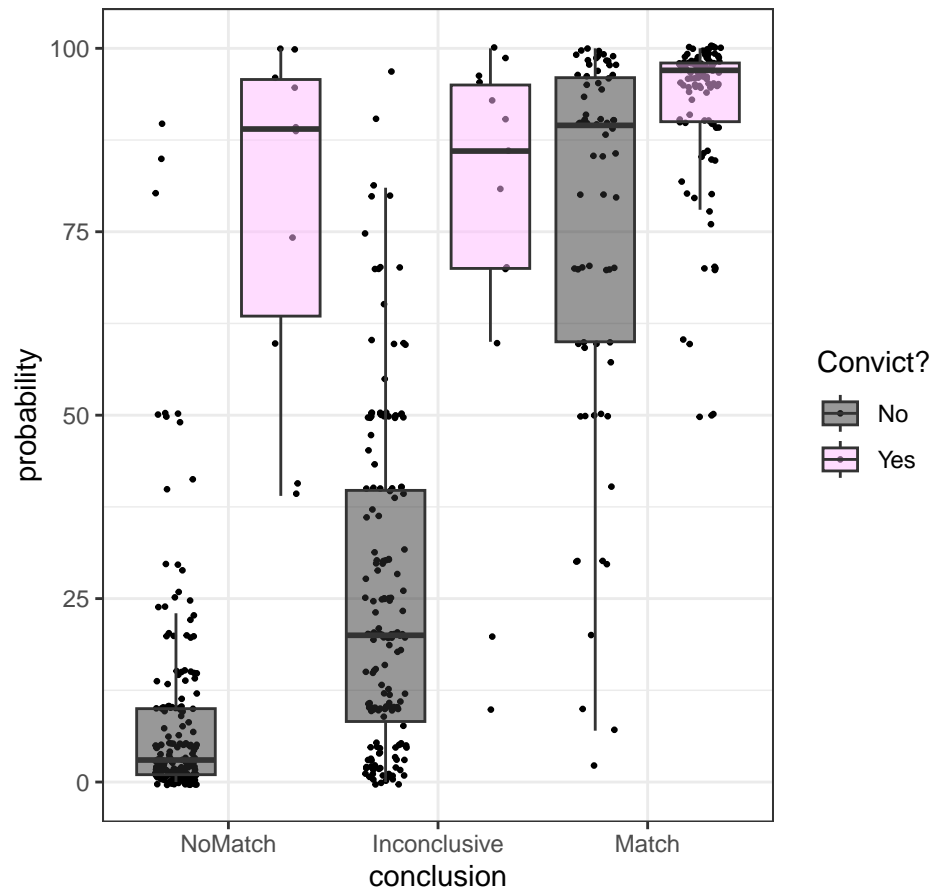 100
75
50
25
0
probability
NoMatch
Inconclusive
Match
conclusion
Convict?
No
Yes